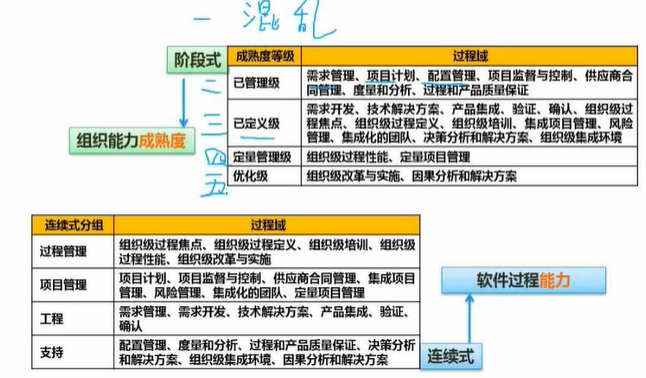 一 混乱
阶段式
成熟度等级 过程域
二 已管理级 需求管理、项目计划、配置管理、项目监督与控制、供应商合
同管理、度量和分析、过程和产品质量保证
三 已定义级 需求开发、技术解决方案、产品集成、验证、确认、组织级过
程焦点、组织级过程定义、组织级培训、集成项目管理、风险
管理、集成化的团队、决策分析和解决方案、组织级集成环境
组织能力成熟度
四 定量管理级 组织级过程性能、定量项目管理
五 优化级 组织级改革与实施、因果分析和解决方案
连续式分组 过程域
过程管理 组织级过程焦点、组织级过程定义、组织级培训、组织级
过程性能、组织级改革与实施
项目管理 项目计划、项目监督与控制、供应商合同管理、集成项目
管理、风险管理、集成化的团队、定量项目管理
工程 需求管理、需求开发、技术解决方案、产品集成、验证、
确认
支持 配置管理、度量和分析、过程和产品质量保证、决策分析
和解决方案、组织级集成环境、因果分析和解决方案
软件过程能力
连续式